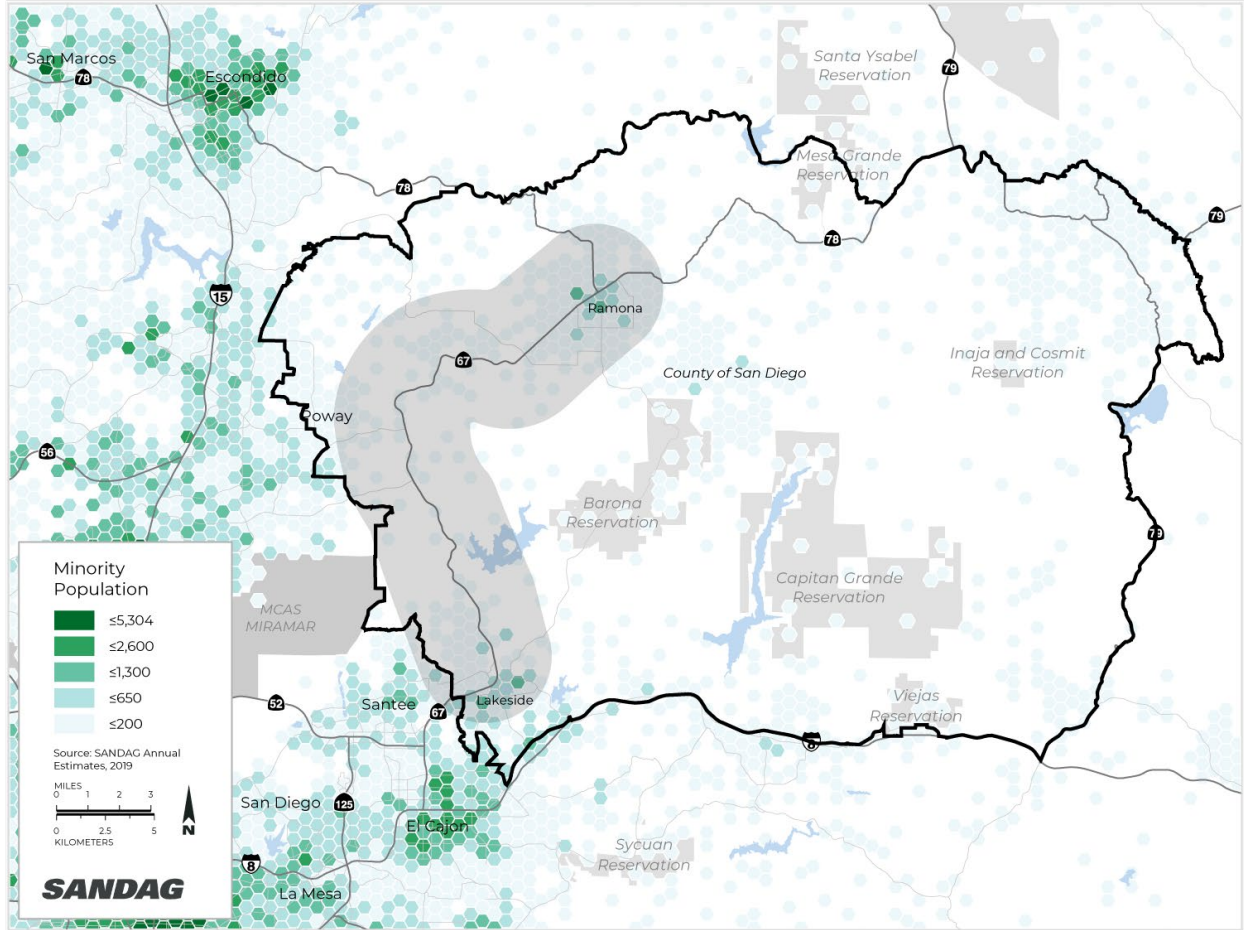 San Marcos
78
Escondido
Santa Ysabel
Reservation
79
Mesa Grande
Reservation
78
79
78
15
Ramona
67
County of San Diego
Inaja and Cosmit
Reservation
Poway
56
Barona
Reservation
79
Capitan Grande
Reservation
MCAS
MIRAMAR
Viejas
Reservation
52
Santee
67
Lakeside
8
San Diego
125
El Cajon
Sycuan
Reservation
8
La Mesa
Minority
Population
≤5,304
≤2,600
≤1,300
≤650
≤200
Source: SANDAG Annual
Estimates, 2019
MILES
0 1 2 3
0 2.5 5
KILOMETERS
N
SANDAG